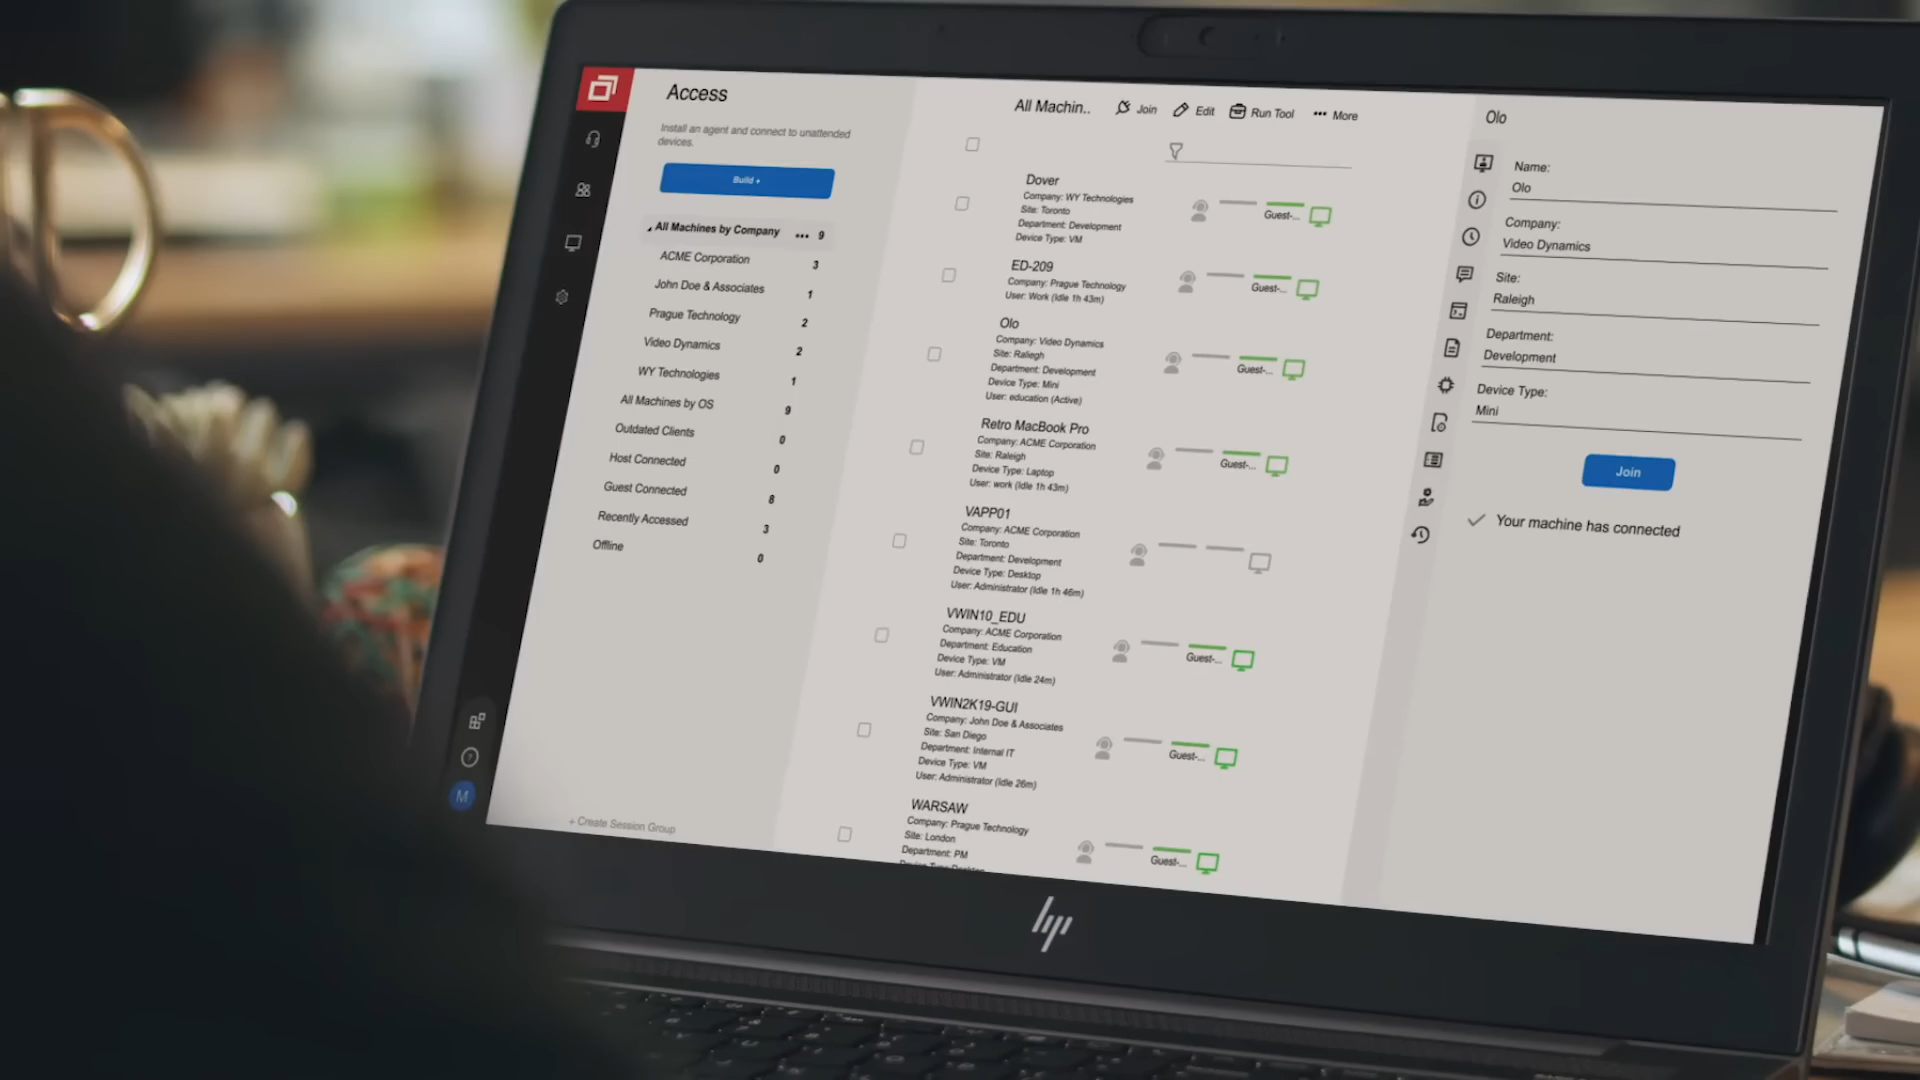 Access
Install an agent and connect to unattended
devices.
Build +
All Machines by Company ••• 9
ACME Corporation 3
John Doe & Associates 1
Prague Technology 2
Video Dynamics 2
WY Technologies 1
All Machines by OS 9
Outdated Clients 0
Host Connected 0
Guest Connected 8
Recently Accessed 3
Offline 0
+ Create Session Group
M
All Machin..
Join
Edit
Run Tool
••• More
Dover
Company: WY Technologies
Site: Toronto
Department: Development
Device Type: VM
Guest-...
ED-209
Company: Prague Technology
User: Work (Idle 1h 43m)
Guest-...
Olo
Company: Video Dynamics
Site: Raliegh
Department: Development
Device Type: Mini
User: education (Active)
Guest-...
Retro MacBook Pro
Company: ACME Corporation
Site: Raleigh
Device Type: Laptop
User: work (Idle 1h 43m)
Guest-...
VAPP01
Company: ACME Corporation
Site: Toronto
Department: Development
Device Type: Desktop
User: Administrator (Idle 1h 46m)
VWIN10_EDU
Company: ACME Corporation
Department: Education
Device Type: VM
User: Administrator (Idle 24m)
Guest-...
VWIN2K19-GUI
Company: John Doe & Associates
Site: San Diego
Department: Internal IT
Device Type: VM
User: Administrator (Idle 26m)
Guest-...
WARSAW
Company: Prague Technology
Site: London
Department: PM
Device Type: Desktop
Guest-...
Olo
Name:
Olo
Company:
Video Dynamics
Site:
Raleigh
Department:
Development
Device Type:
Mini
Join
Your machine has connected
hp